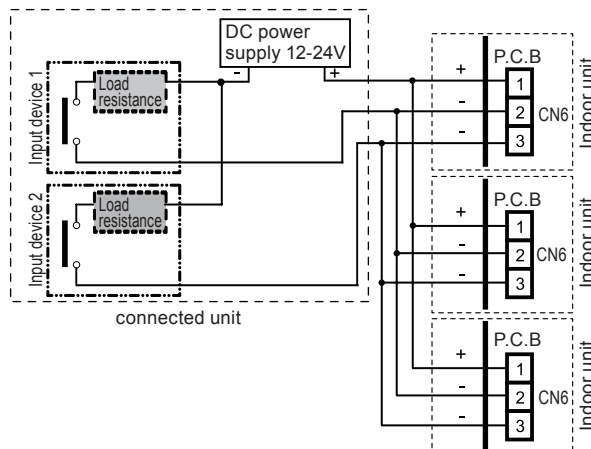 DC power
supply 12-24V
- +
Input device 1
Load
resistance
Input device 2
Load
resistance
connected unit
P.C.B
+ 1
- 2
- 3
CN6
Indoor unit
P.C.B
+ 1
- 2
- 3
CN6
Indoor unit
P.C.B
+ 1
- 2
- 3
CN6
Indoor unit